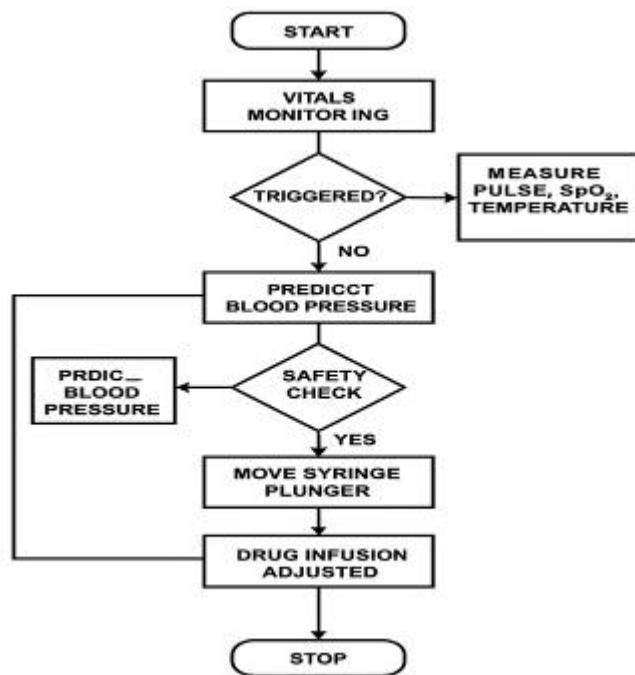 START
VITALS
MONITOR ING
TRIGGERED?
MEASURE
PULSE, SpO₂,
TEMPERATURE
NO
PREDICCT
BLOOD PRESSURE
PRDIC_
BLOOD
PRESSURE
SAFETY
CHECK
YES
MOVE SYRINGE
PLUNGER
DRUG INFUSION
ADJUSTED
STOP